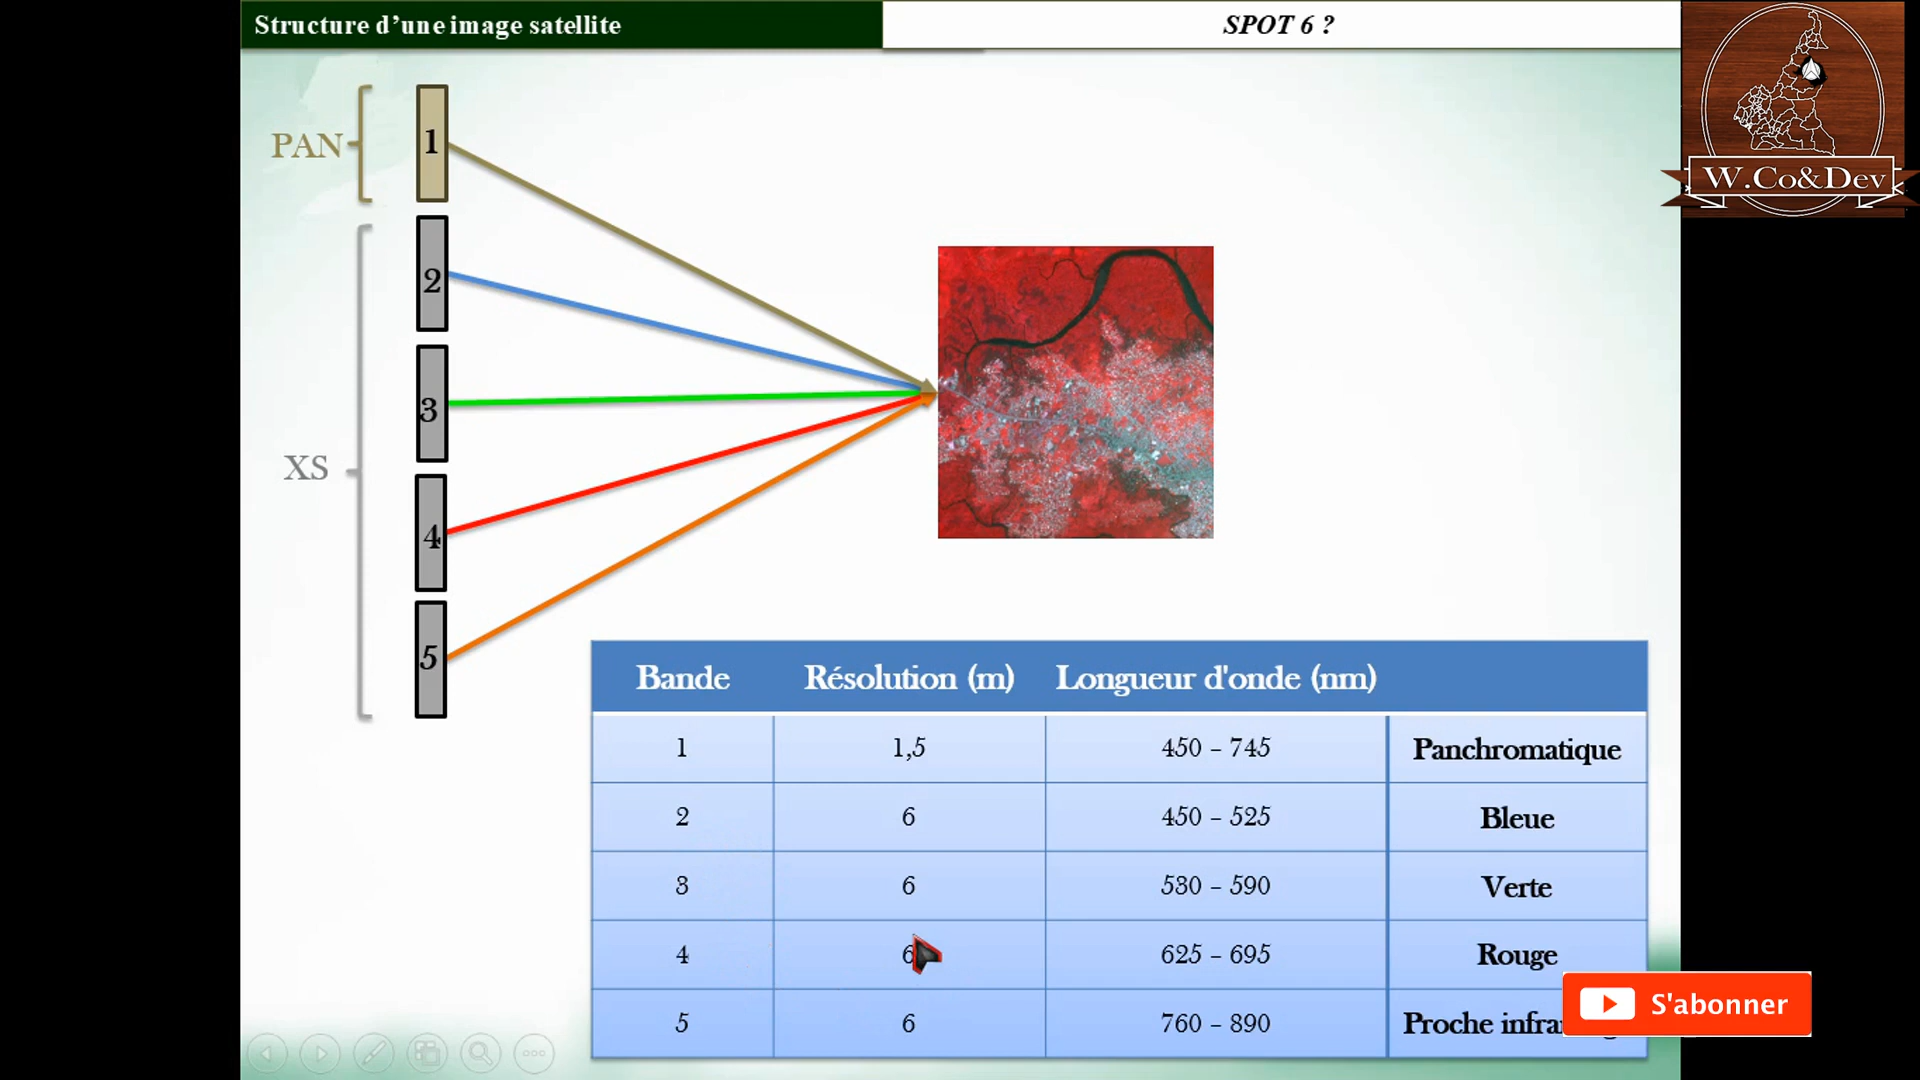 Structure d'une image satellite
SPOT 6 ?
W.Co&Dev
PAN
1
2
3
4
5
XS
Bande Résolution (m) Longueur d'onde (nm)
1 1,5 450 – 745 Panchromatique
2 6 450 – 525 Bleue
3 6 530 – 590 Verte
4 6 625 – 695 Rouge
5 6 760 – 890 Proche
S'abonner